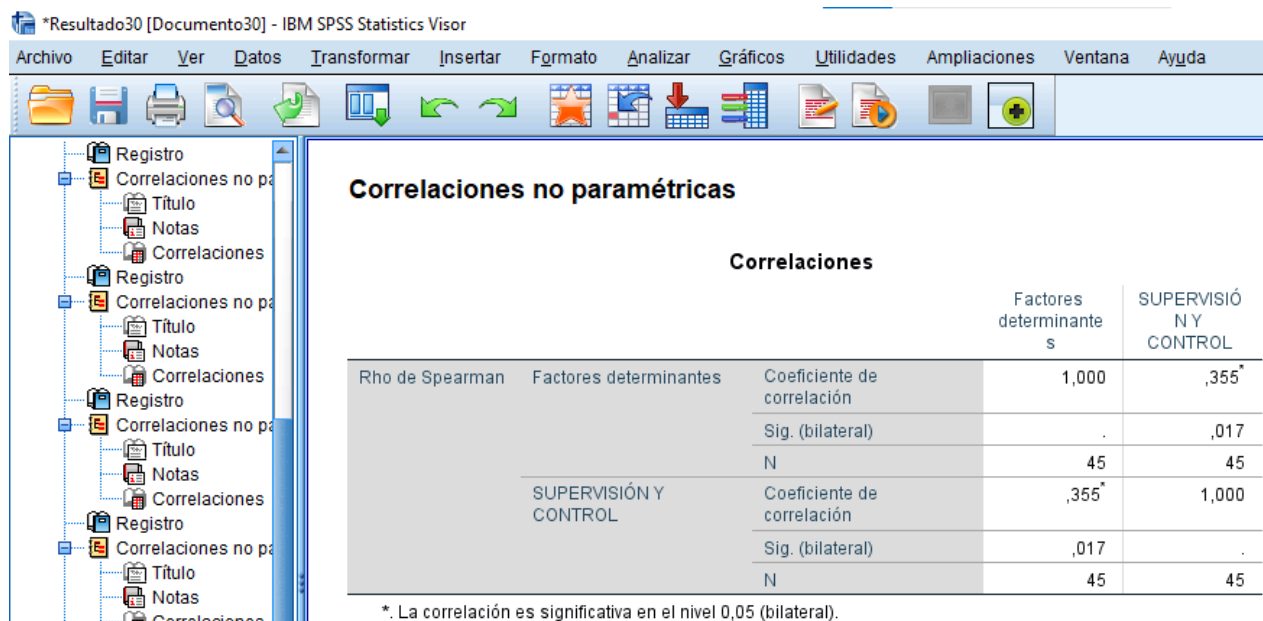 *Resultado30 [Documento30] - IBM SPSS Statistics Visor
Archivo Editar Ver Datos Transformar Insertar Formato Analizar Gráficos Utilidades Ampliaciones Ventana Ayuda
Registro
Correlaciones no pa
Título
Notas
Correlaciones
Registro
Correlaciones no pa
Título
Notas
Correlaciones
Registro
Correlaciones no pa
Título
Notas
Correlaciones
Registro
Correlaciones no pa
Título
Notas
Correlaciones
Correlaciones no paramétricas
Correlaciones
Factores
determinante
s
SUPERVISIÓ
N Y
CONTROL
Rho de Spearman Factores determinantes Coeficiente de
correlación 1,000 ,355*
Sig. (bilateral) . ,017
N 45 45
SUPERVISIÓN Y
CONTROL
Coeficiente de
correlación ,355* 1,000
Sig. (bilateral) ,017 .
N 45 45
*. La correlación es significativa en el nivel 0,05 (bilateral).